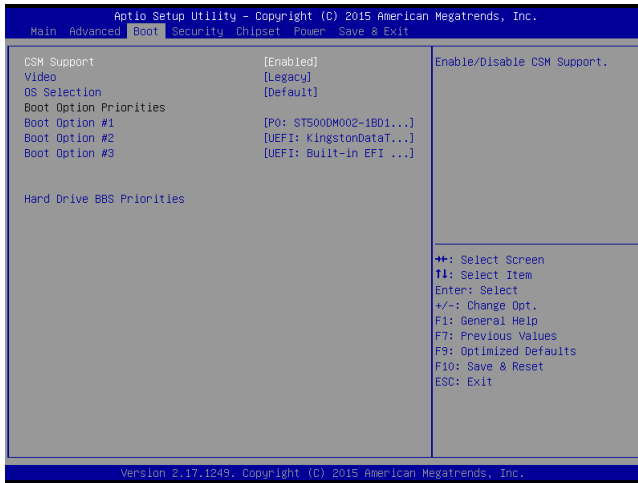 Aptio Setup Utility - Copyright (C) 2015 American Megatrends, Inc.
Main Advanced Boot Security Chipset Power Save & Exit
CSM Support [Enabled]
Video [Legacy]
OS Selection [Default]
Boot Option Priorities
Boot Option #1 [P0: ST500DM002-1BD1...]
Boot Option #2 [UEFI: KingstonDataT...]
Boot Option #3 [UEFI: Built-in EFI ...]
Hard Drive BBS Priorities
Enable/Disable CSM Support.
→←: Select Screen
↑↓: Select Item
Enter: Select
+/-: Change Opt.
F1: General Help
F7: Previous Values
F9: Optimized Defaults
F10: Save & Reset
ESC: Exit
Version 2.17.1249. Copyright (C) 2015 American Megatrends, Inc.